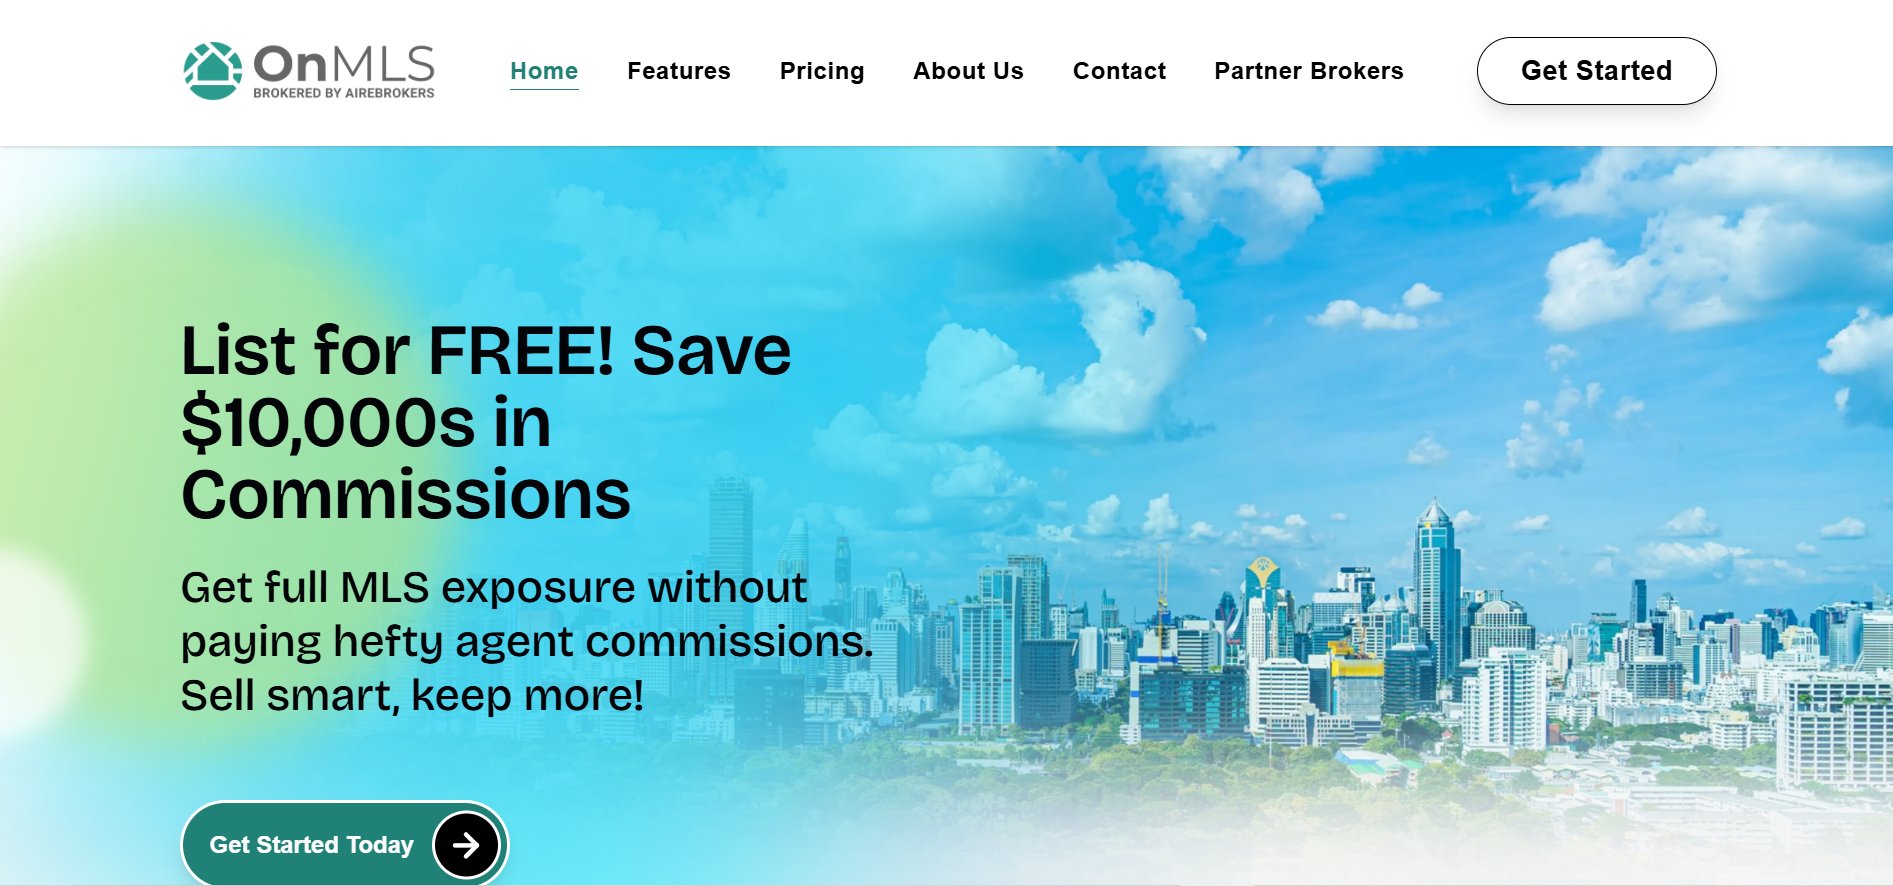 OnMLS
BROKERED BY AIREBROKERS
Home
Features
Pricing
About Us
Contact
Partner Brokers
Get Started
List for FREE! Save
$10,000s in
Commissions
Get full MLS exposure without
paying hefty agent commissions.
Sell smart, keep more!
Get Started Today